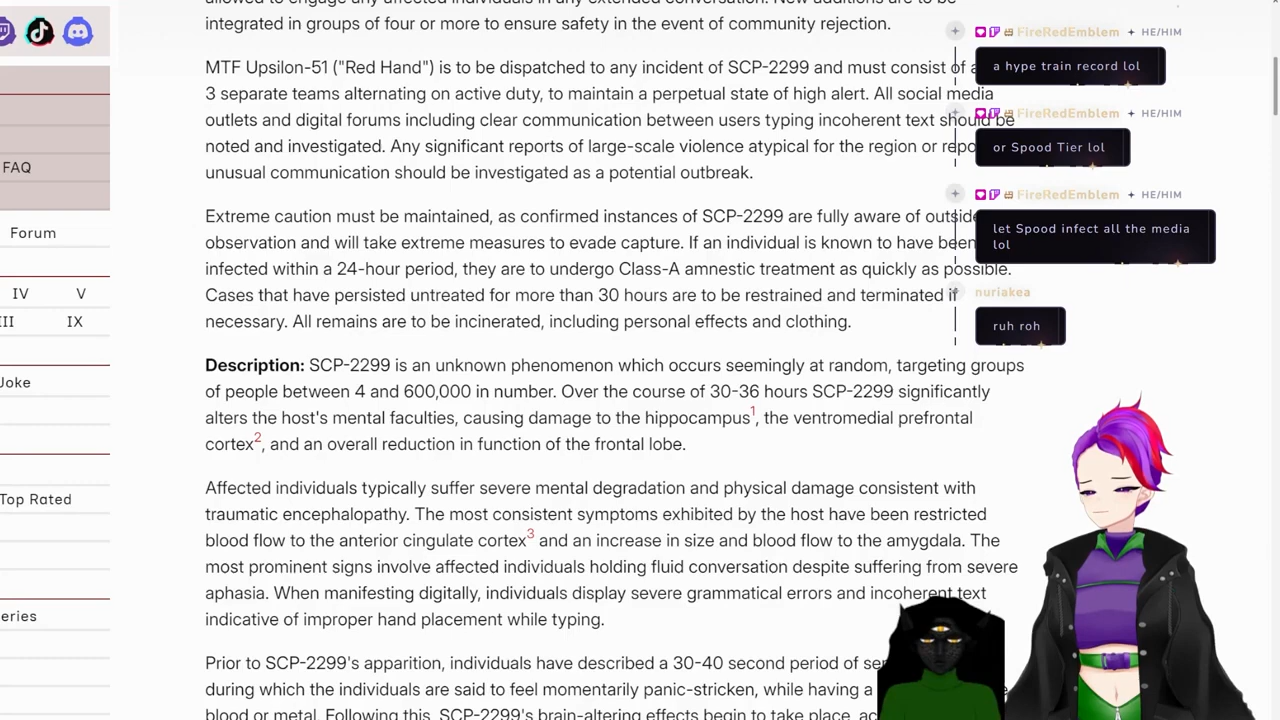 allowed to engage any affected individuals in any extended conversation. New additions are to be
integrated in groups of four or more to ensure safety in the event of community rejection.
MTF Upsilon-51 ("Red Hand") is to be dispatched to any incident of SCP-2299 and must consist of a
3 separate teams alternating on active duty, to maintain a perpetual state of high alert. All social media
outlets and digital forums including clear communication between users typing incoherent text should be
noted and investigated. Any significant reports of large-scale violence atypical for the region or repo
unusual communication should be investigated as a potential outbreak.
Extreme caution must be maintained, as confirmed instances of SCP-2299 are fully aware of outside
observation and will take extreme measures to evade capture. If an individual is known to have been
infected within a 24-hour period, they are to undergo Class-A amnestic treatment as quickly as possible.
Cases that have persisted untreated for more than 30 hours are to be restrained and terminated if
necessary. All remains are to be incinerated, including personal effects and clothing.
Description: SCP-2299 is an unknown phenomenon which occurs seemingly at random, targeting groups
of people between 4 and 600,000 in number. Over the course of 30-36 hours SCP-2299 significantly
alters the host's mental faculties, causing damage to the hippocampus1, the ventromedial prefrontal
cortex2, and an overall reduction in function of the frontal lobe.
Affected individuals typically suffer severe mental degradation and physical damage consistent with
traumatic encephalopathy. The most consistent symptoms exhibited by the host have been restricted
blood flow to the anterior cingulate cortex3 and an increase in size and blood flow to the amygdala. The
most prominent signs involve affected individuals holding fluid conversation despite suffering from severe
aphasia. When manifesting digitally, individuals display severe grammatical errors and incoherent text
indicative of improper hand placement while typing.
Prior to SCP-2299's apparition, individuals have described a 30-40 second period of se
during which the individuals are said to feel momentarily panic-stricken, while having a
blood or metal. Following this, SCP-2299's brain-altering effects begin to take place, ac
FAQ
Forum
IV V
III IX
Joke
Top Rated
eries
FireRedEmblem HE/HIM
a hype train record lol
FireRedEmblem HE/HIM
or Spood Tier lol
FireRedEmblem HE/HIM
let Spood infect all the media
lol
nuriakea
ruh roh